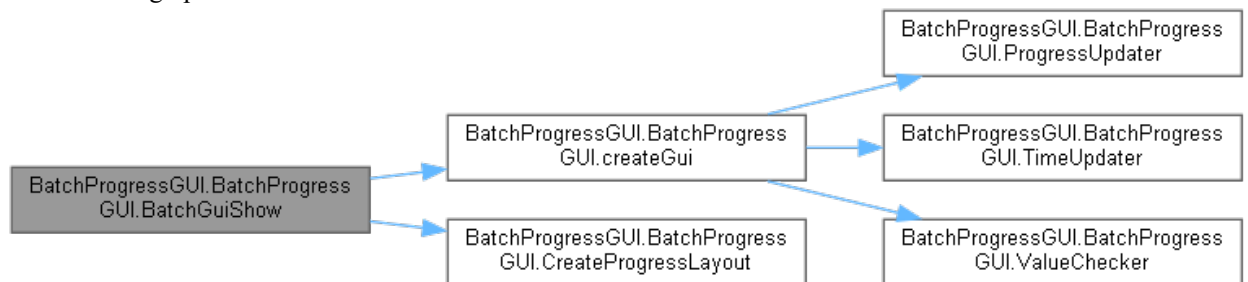 BatchProgressGUI.BatchProgress
GUI.BatchGuiShow
BatchProgressGUI.BatchProgress
GUI.createGui
BatchProgressGUI.BatchProgress
GUI.CreateProgressLayout
BatchProgressGUI.BatchProgress
GUI.ProgressUpdater
BatchProgressGUI.BatchProgress
GUI.TimeUpdater
BatchProgressGUI.BatchProgress
GUI.ValueChecker